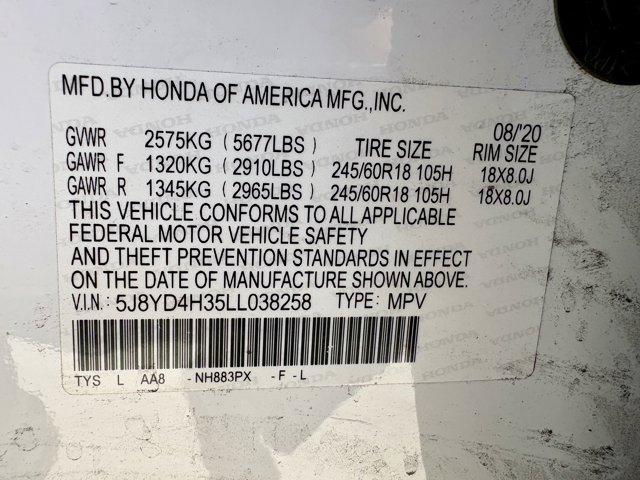 MFD.BY HONDA OF AMERICA MFG.,INC.
08/'20
GVWR 2575KG (5677LBS) TIRE SIZE RIM SIZE
GAWR F 1320KG (2910LBS) 245/60R18 105H 18X8.0J
GAWR R 1345KG (2965LBS) 245/60R18 105H 18X8.0J
THIS VEHICLE CONFORMS TO ALL APPLICABLE
FEDERAL MOTOR VEHICLE SAFETY
AND THEFT PREVENTION STANDARDS IN EFFECT
ON THE DATE OF MANUFACTURE SHOWN ABOVE.
V.I.N: 5J8YD4H35LL038258 TYPE: MPV
TYS L AA8 -NH883PX -F -L